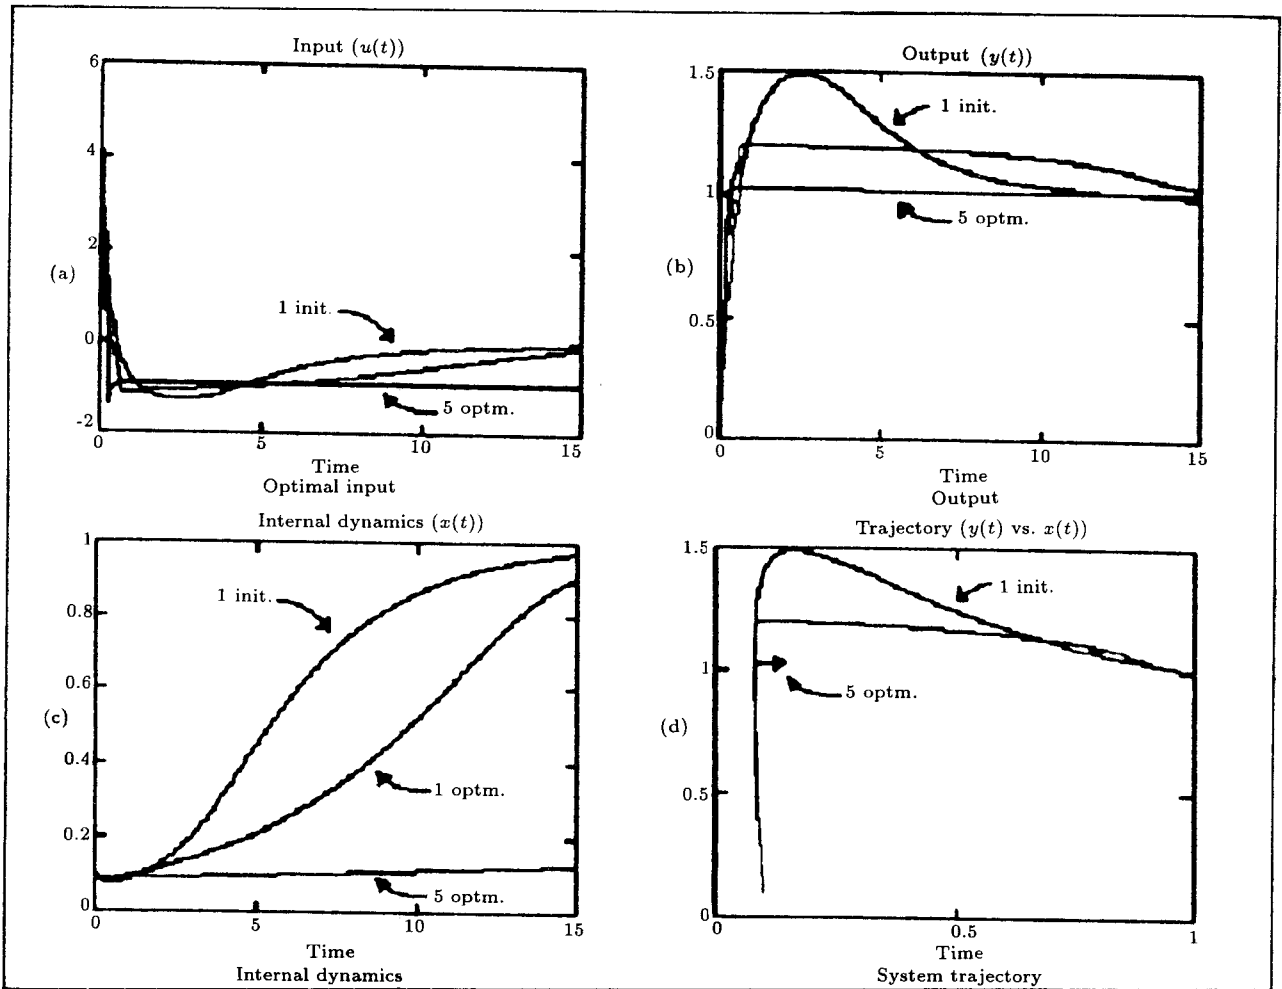 Input (u(t))
6
4
2
0
-2
(a)
1 init.
5 optm.
0
5
10
15
Time
Optimal input
Output (y(t))
1.5
1
0.5
0
(b)
1 init.
5 optm.
0
5
10
15
Time
Output
Internal dynamics (x(t))
1
0.8
0.6
0.4
0.2
0
(c)
1 init.
1 optm.
5 optm.
0
5
10
15
Time
Internal dynamics
Trajectory (y(t) vs. x(t))
1.5
1
0.5
0
(d)
1 init.
5 optm.
0
0.5
1
Time
System trajectory